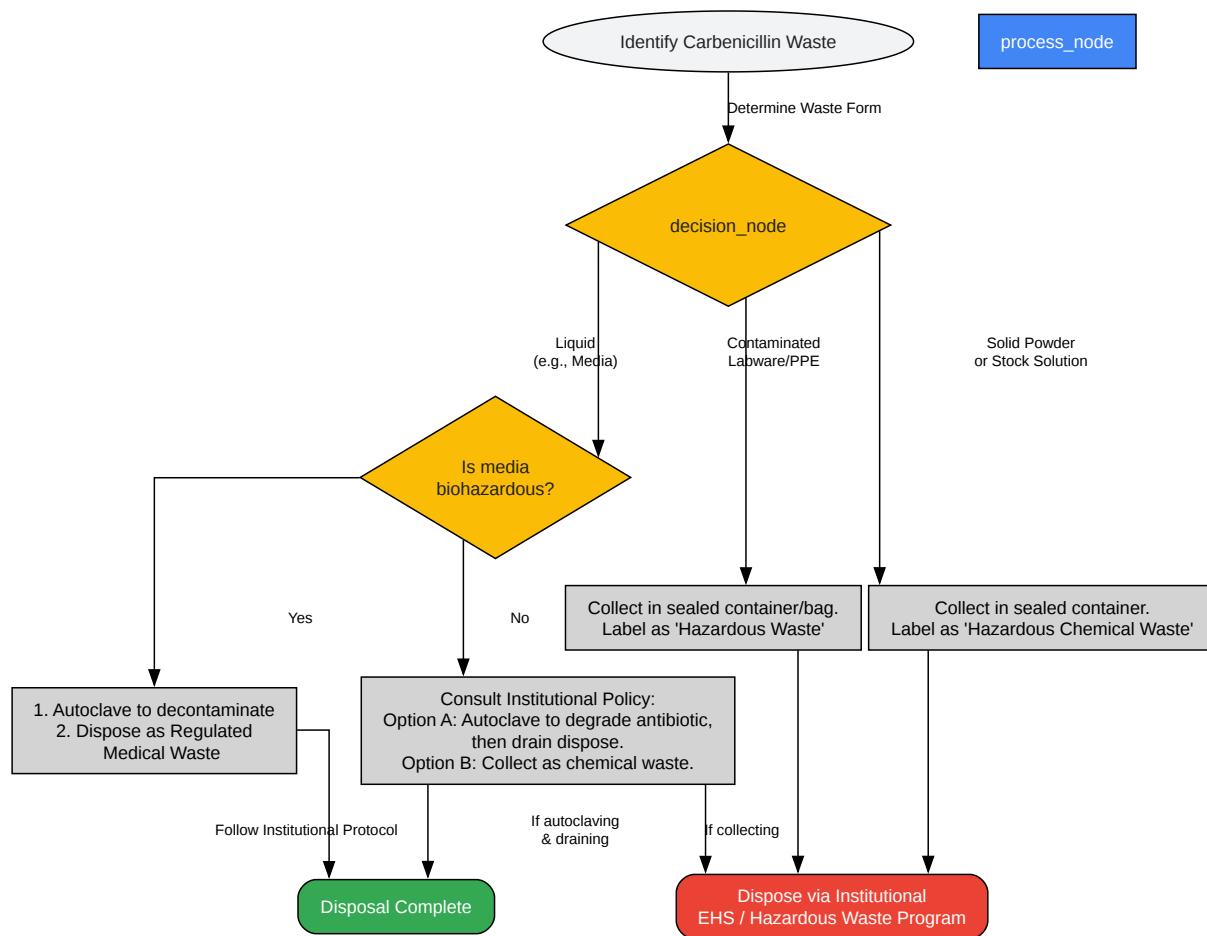 Identify Carbenicillin Waste
process_node
Determine Waste Form
decision_node
Liquid
(e.g., Media)
Contaminated
Labware/PPE
Solid Powder
or Stock Solution
Is media
biohazardous?
Yes
No
Collect in sealed container/bag.
Label as 'Hazardous Waste'
Collect in sealed container.
Label as 'Hazardous Chemical Waste'
1. Autoclave to decontaminate
2. Dispose as Regulated
Medical Waste
Consult Institutional Policy:
Option A: Autoclave to degrade antibiotic,
then drain dispose.
Option B: Collect as chemical waste.
Follow Institutional Protocol
If autoclaving
& draining
If collecting
Disposal Complete
Dispose via Institutional
EHS / Hazardous Waste Program